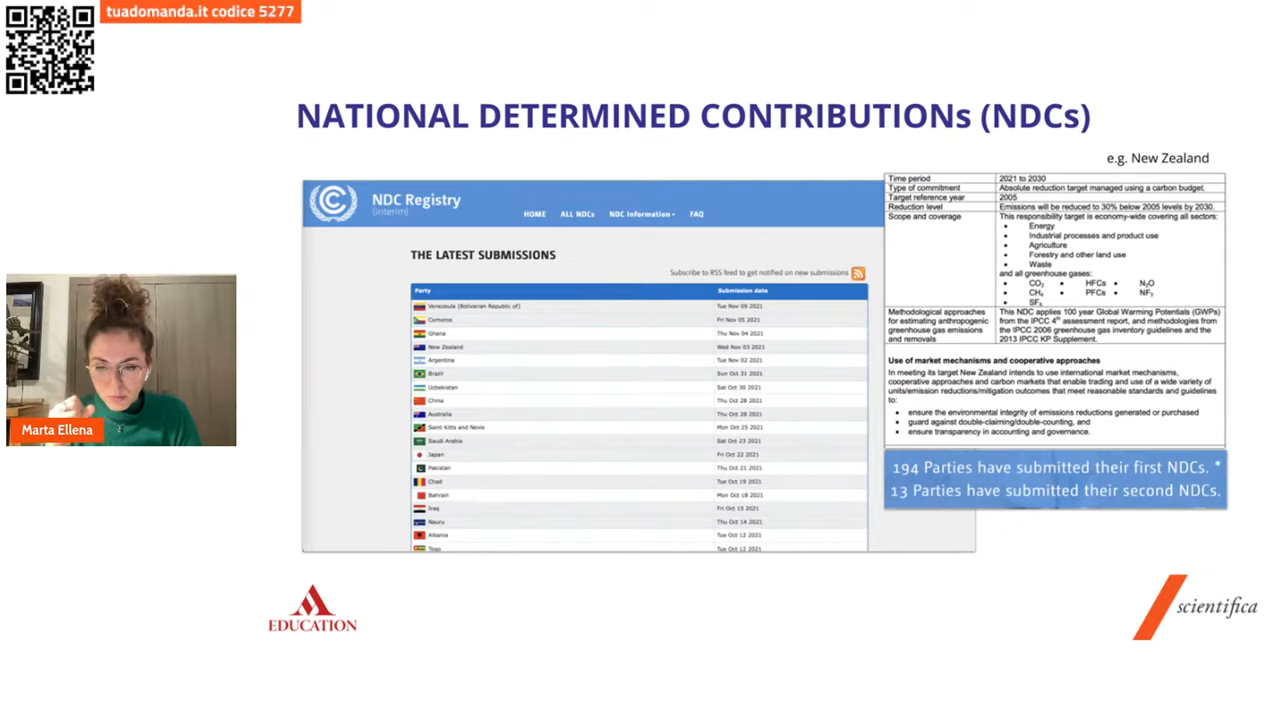 tuadomanda.it codice 5277
NATIONAL DETERMINED CONTRIBUTIONs (NDCs)
e.g. New Zealand
NDC Registry
(interim)
HOME ALL NDCs NDC Information FAQ
THE LATEST SUBMISSIONS
Subscribe to RSS feed to get notified on new submissions
Party Submission date
Venezeula (Bolivarian Republic of) Tue Nov 09 2021
Comoros Fri Nov 05 2021
Ghana Thu Nov 04 2021
New Zealand Wed Nov 03 2021
Argentina Tue Nov 02 2021
Brazil Sun Oct 31 2021
Uzbekistan Sat Oct 30 2021
China Thu Oct 28 2021
Australia Thu Oct 28 2021
Saint Kitts and Nevis Mon Oct 25 2021
Saudi Arabia Sat Oct 23 2021
Japan Fri Oct 22 2021
Pakistan Thu Oct 21 2021
Chad Tue Oct 19 2021
Bahrain Mon Oct 18 2021
Iraq Fri Oct 15 2021
Nauru Thu Oct 14 2021
Albania Tue Oct 12 2021
Togo Tue Oct 12 2021
Time period 2021 to 2030
Type of commitment Absolute reduction target managed using a carbon budget.
Target reference year 2005
Reduction level Emissions will be reduced to 30% below 2005 levels by 2030.
Scope and coverage This responsibility target is economy-wide covering all sectors:
• Energy
• Industrial processes and product use
• Agriculture
• Forestry and other land use
• Waste
and all greenhouse gases:
• CO₂ • HFCs • N₂O
• CH₄ • PFCs • NF₃
• SF₆
Methodological approaches This NDC applies 100 year Global Warming Potentials (GWPs)
for estimating anthropogenic from the IPCC 4th assessment report, and methodologies from
greenhouse gas emissions the IPCC 2006 greenhouse gas inventory guidelines and the
and removals 2013 IPCC KP Supplement.
Use of market mechanisms and cooperative approaches
In meeting its target New Zealand intends to use international market mechanisms,
cooperative approaches and carbon markets that enable trading and use of a wide variety of
units/emission reductions/mitigation outcomes that meet reasonable standards and guidelines
to:
• ensure the environmental integrity of emissions reductions generated or purchased
• guard against double-claiming/double-counting, and
• ensure transparency in accounting and governance.
194 Parties have submitted their first NDCs. *
13 Parties have submitted their second NDCs.
Marta Ellena
EDUCATION
scientifica